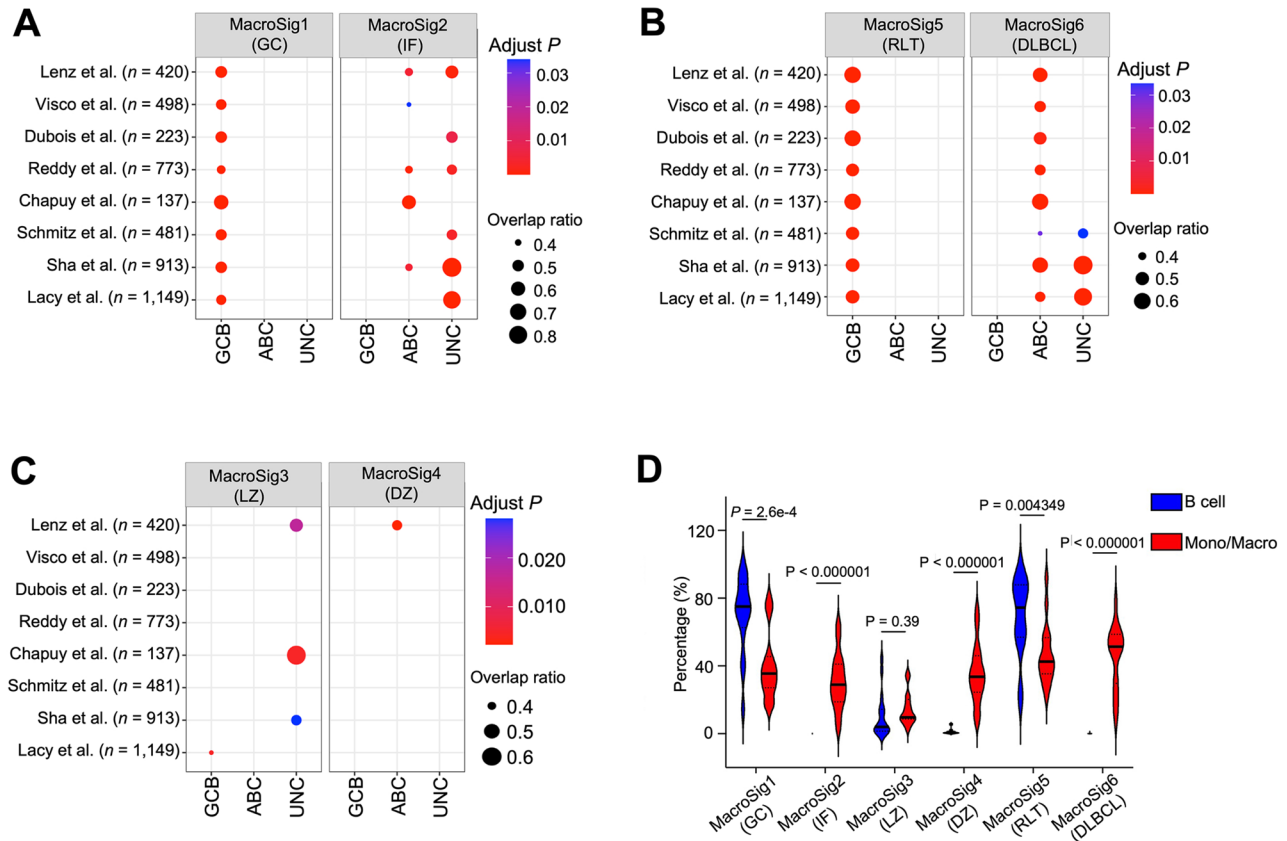 A
MacroSig1
(GC)
MacroSig2
(IF)
Lenz et al. (n = 420)
Visco et al. (n = 498)
Dubois et al. (n = 223)
Reddy et al. (n = 773)
Chapuy et al. (n = 137)
Schmitz et al. (n = 481)
Sha et al. (n = 913)
Lacy et al. (n = 1,149)
GCB
ABC
UNC
GCB
ABC
UNC
Adjust P
0.03
0.02
0.01
Overlap ratio
0.4
0.5
0.6
0.7
0.8
B
MacroSig5
(RLT)
MacroSig6
(DLBCL)
Lenz et al. (n = 420)
Visco et al. (n = 498)
Dubois et al. (n = 223)
Reddy et al. (n = 773)
Chapuy et al. (n = 137)
Schmitz et al. (n = 481)
Sha et al. (n = 913)
Lacy et al. (n = 1,149)
GCB
ABC
UNC
GCB
ABC
UNC
Adjust P
0.03
0.02
0.01
Overlap ratio
0.4
0.5
0.6
C
MacroSig3
(LZ)
MacroSig4
(DZ)
Lenz et al. (n = 420)
Visco et al. (n = 498)
Dubois et al. (n = 223)
Reddy et al. (n = 773)
Chapuy et al. (n = 137)
Schmitz et al. (n = 481)
Sha et al. (n = 913)
Lacy et al. (n = 1,149)
GCB
ABC
UNC
GCB
ABC
UNC
Adjust P
0.020
0.010
Overlap ratio
0.4
0.5
0.6
D
Percentage (%)
120
80
40
0
P = 2.6e-4
P < 0.000001
P = 0.39
P < 0.000001
P = 0.004349
P < 0.000001
B cell
Mono/Macro
MacroSig1
(GC)
MacroSig2
(IF)
MacroSig3
(LZ)
MacroSig4
(DZ)
MacroSig5
(RLT)
MacroSig6
(DLBCL)